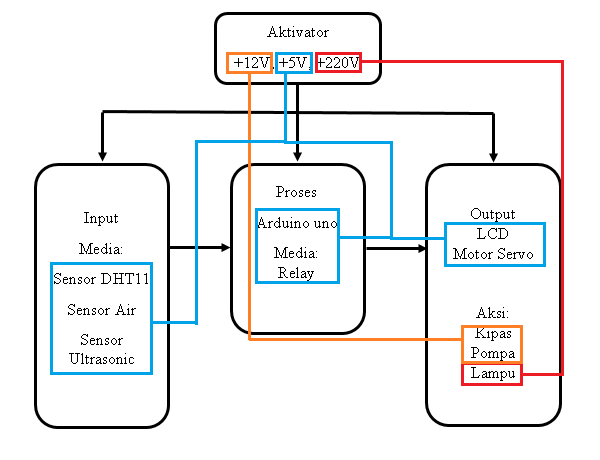 Aktivator
+12V, +5V, +220V
Input
Media:
Sensor DHT11
Sensor Air
Sensor
Ultrasonic
Proses
Arduino uno
Media:
Relay
Output
LCD
Motor Servo
Aksi:
Kipas
Pompa
Lampu